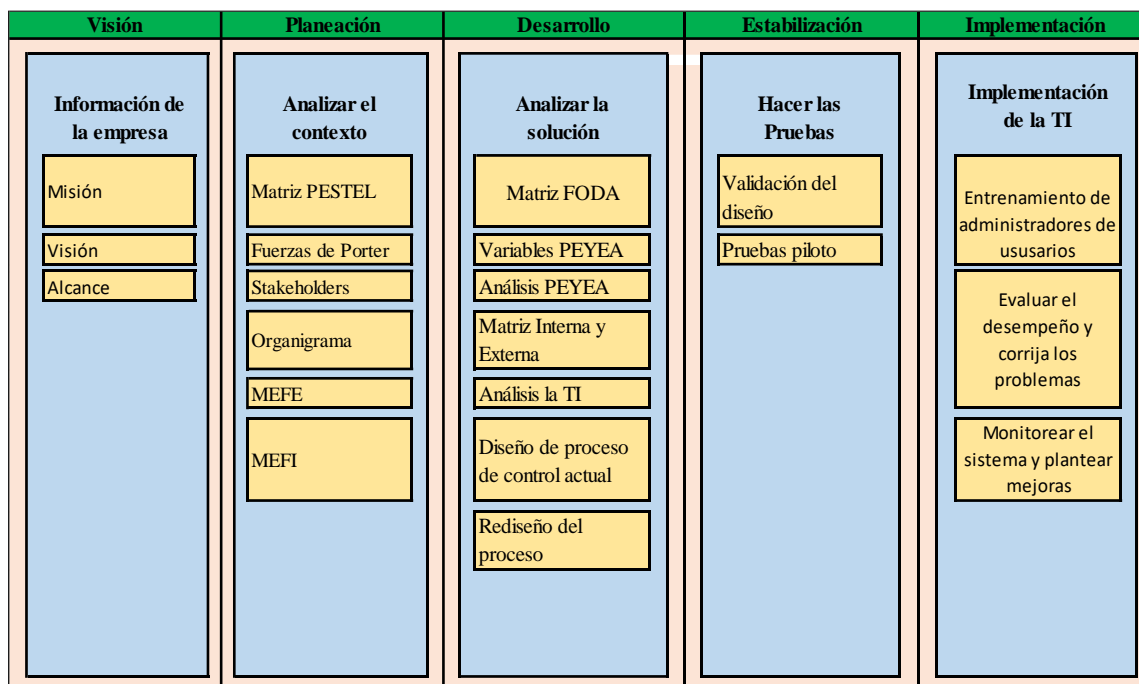 Visión
Planeación
Desarrollo
Estabilización
Implementación
Información de
la empresa
Misión
Visión
Alcance
Analizar el
contexto
Matriz PESTEL
Fuerzas de Porter
Stakeholders
Organigrama
MEFE
MEFI
Analizar la
solución
Matriz FODA
Variables PEYEA
Análisis PEYEA
Matriz Interna y
Externa
Análisis la TI
Diseño de proceso
de control actual
Rediseño del
proceso
Hacer las
Pruebas
Validación del
diseño
Pruebas piloto
Implementación
de la TI
Entrenamiento de
administradores de
ususarios
Evaluar el
desempeño y
corrija los
problemas
Monitorear el
sistema y plantear
mejoras